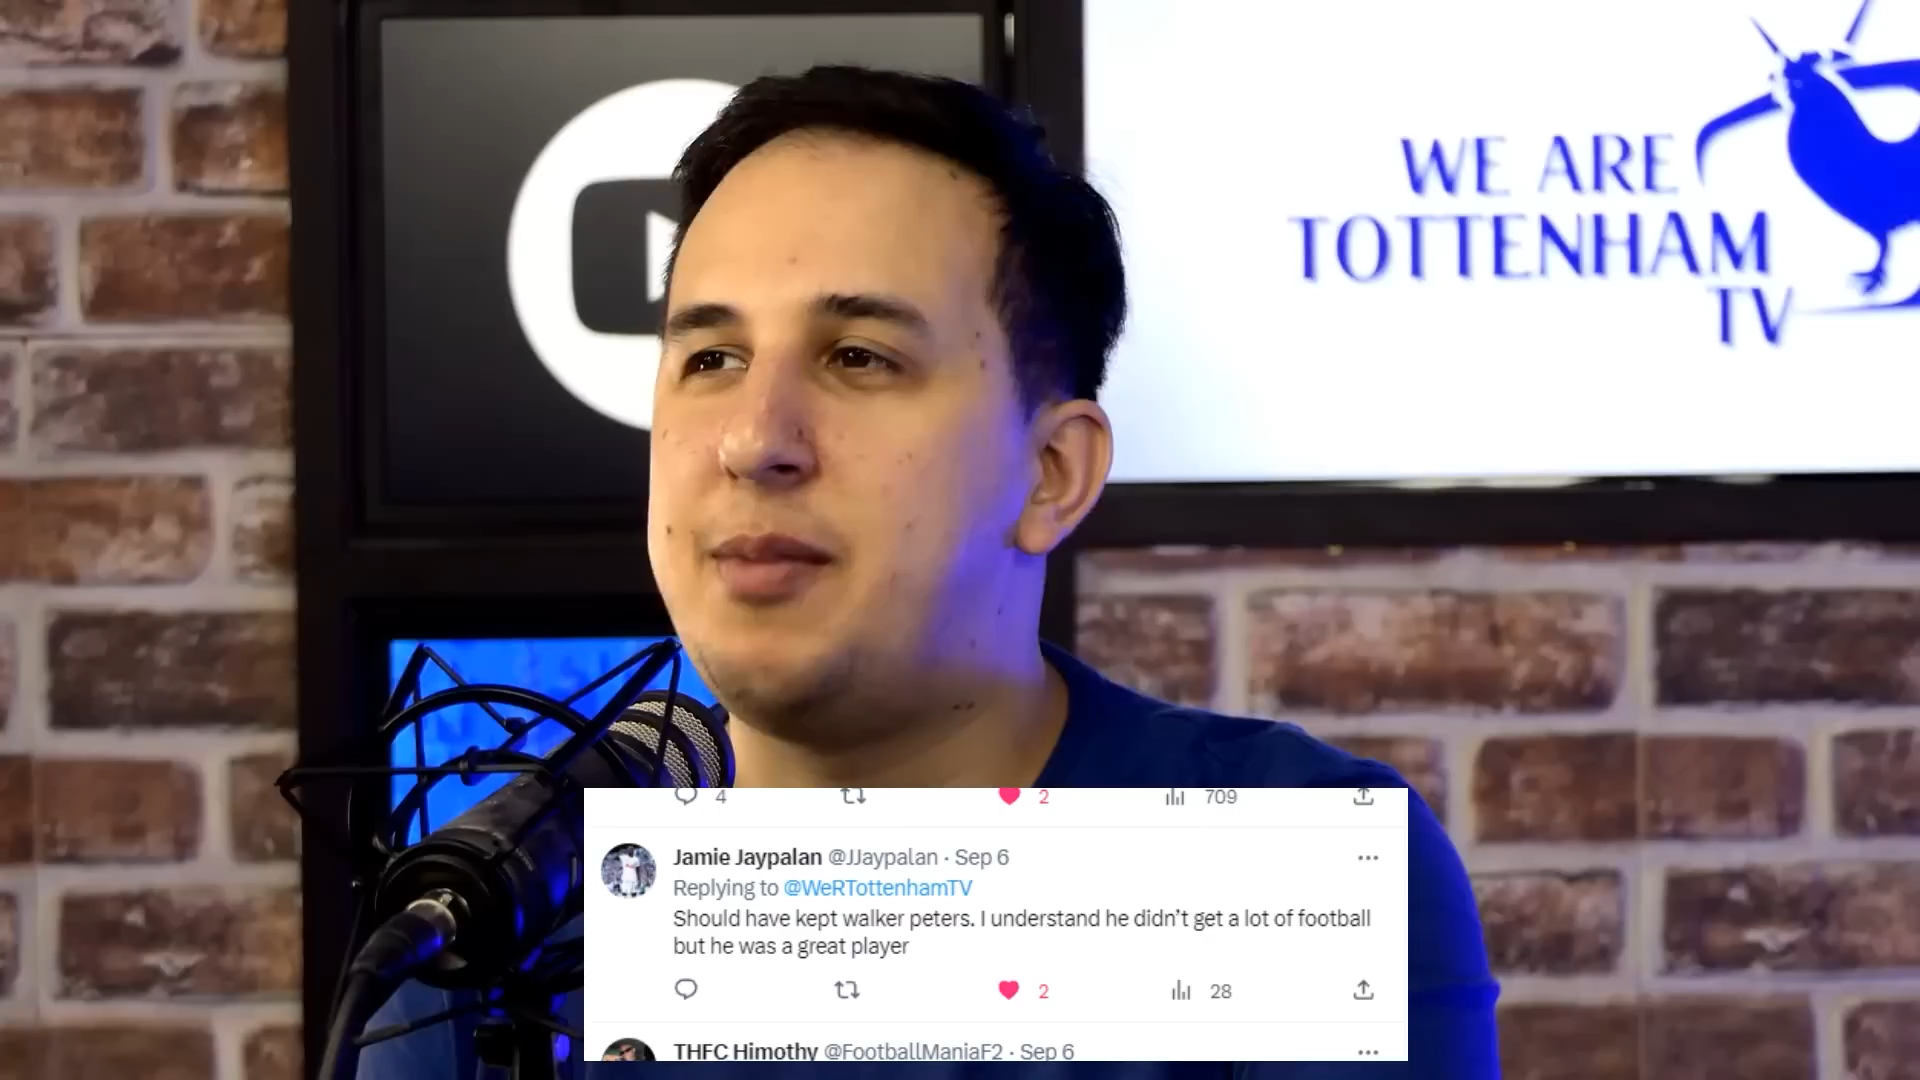 WE ARE
TOTTENHAM
TV
4 2 709
Jamie Jaypalan @JJaypalan · Sep 6
Replying to @WeRTottenhamTV
Should have kept walker peters. I understand he didn't get a lot of football
but he was a great player
2 28
THFC Himothy @FootballManiaF2 · Sep 6